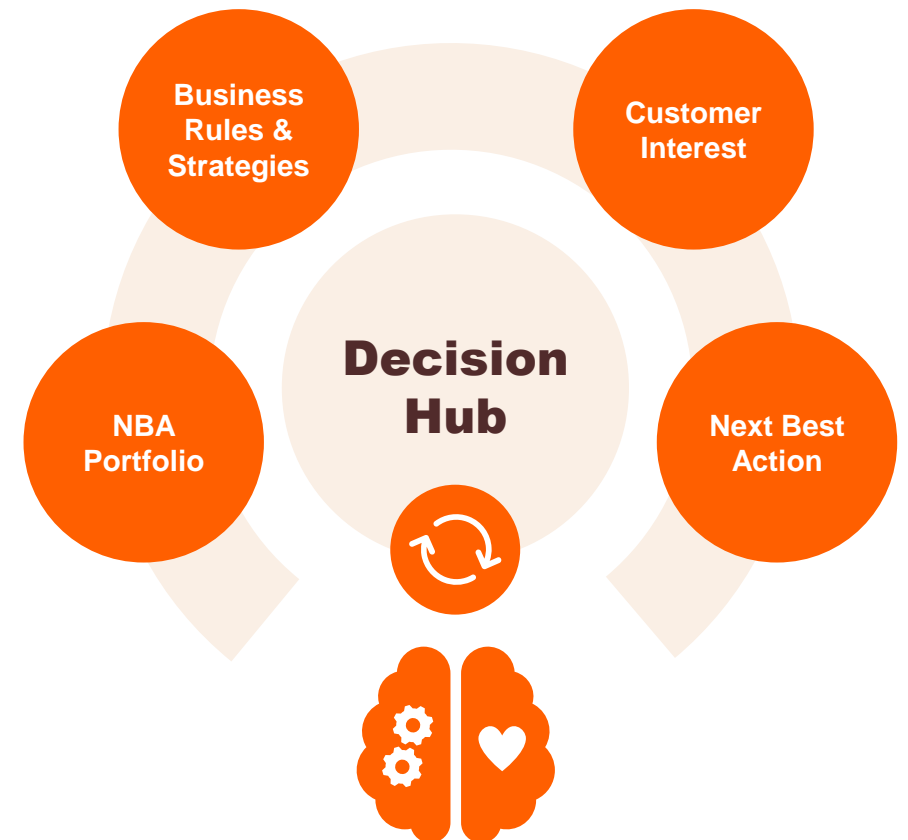 Business
Rules &
Strategies
Customer
Interest
Decision
Hub
NBA
Portfolio
Next Best
Action